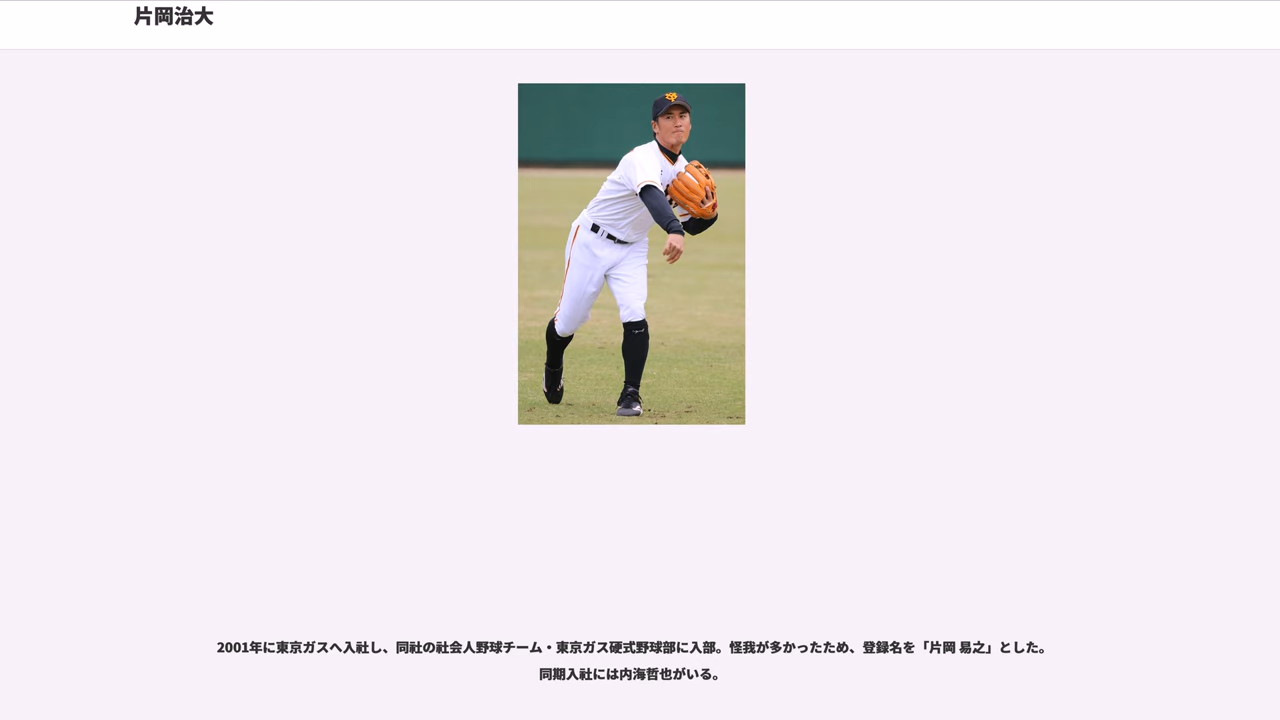 片岡治大
2001年に東京ガスへ入社し、同社の社会人野球チーム・東京ガス硬式野球部に入部。怪我が多かったため、登録名を「片岡 易之」とした。
同期入社には内海哲也がいる。